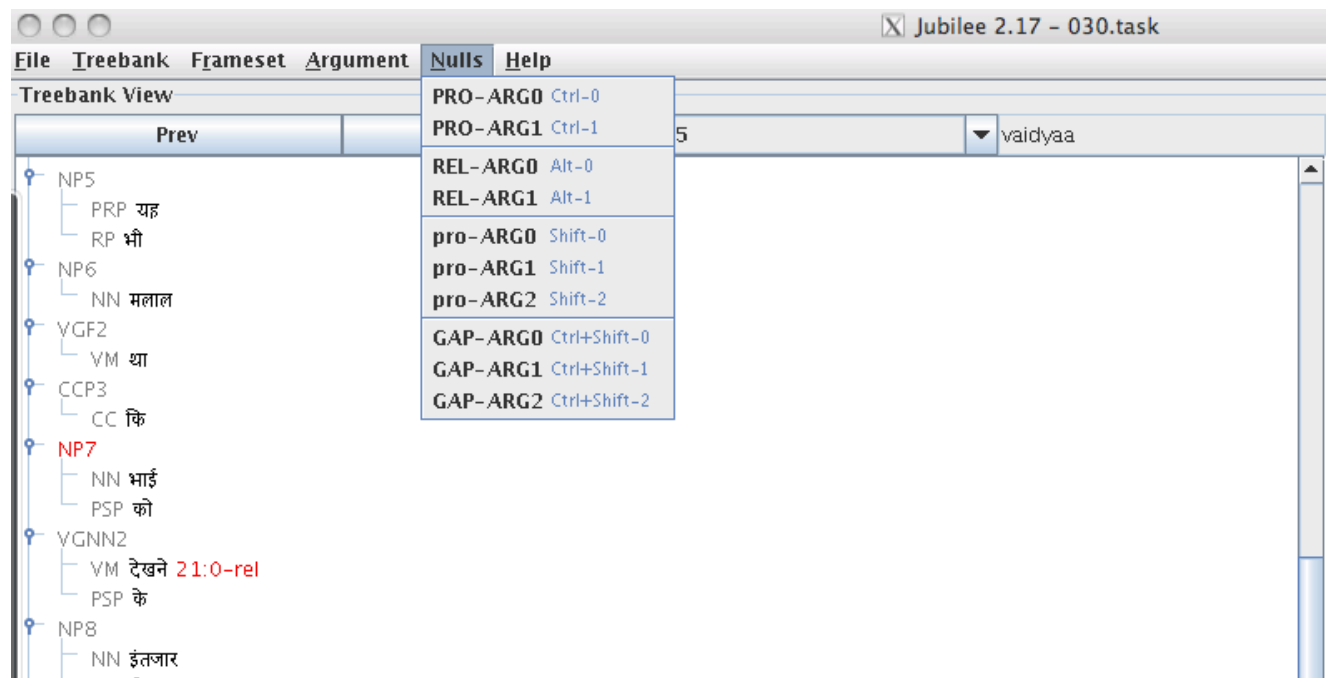 Jubilee 2.17 – 030.task
File Treebank Frameset Argument Nulls Help
Treebank View
Prev
5
vaidyaa
PRO-ARG0 Ctrl-0
PRO-ARG1 Ctrl-1
REL-ARG0 Alt-0
REL-ARG1 Alt-1
pro-ARG0 Shift-0
pro-ARG1 Shift-1
pro-ARG2 Shift-2
GAP-ARG0 Ctrl+Shift-0
GAP-ARG1 Ctrl+Shift-1
GAP-ARG2 Ctrl+Shift-2
NP5
PRP यह
RP भी
NP6
NN मलाल
VGF2
VM था
CCP3
CC कि
NP7
NN भाई
PSP को
VGNN2
VM देखने 21:0-rel
PSP के
NP8
NN इंतजार